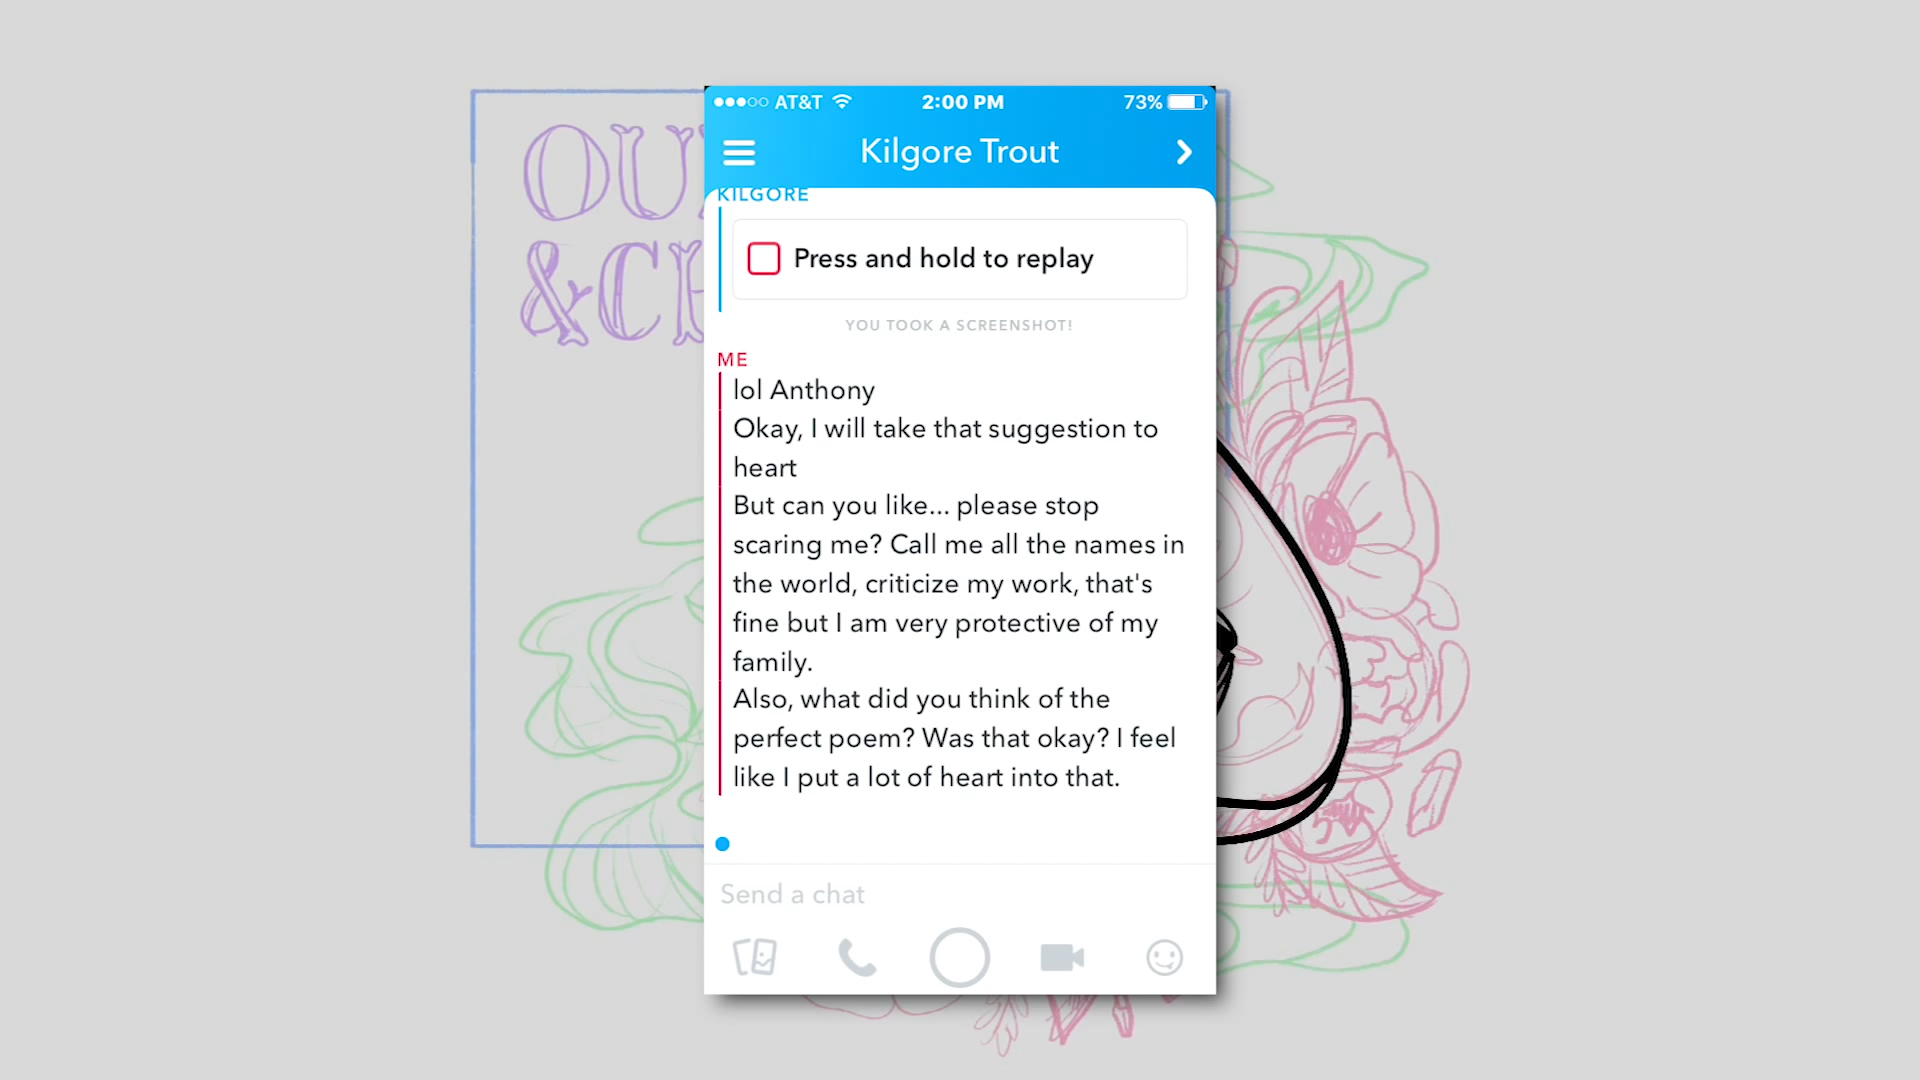 AT&T 2:00 PM 73%
Kilgore Trout
KILGORE
Press and hold to replay
YOU TOOK A SCREENSHOT!
ME
lol Anthony
Okay, I will take that suggestion to
heart
But can you like... please stop
scaring me? Call me all the names in
the world, criticize my work, that's
fine but I am very protective of my
family.
Also, what did you think of the
perfect poem? Was that okay? I feel
like I put a lot of heart into that.
Send a chat